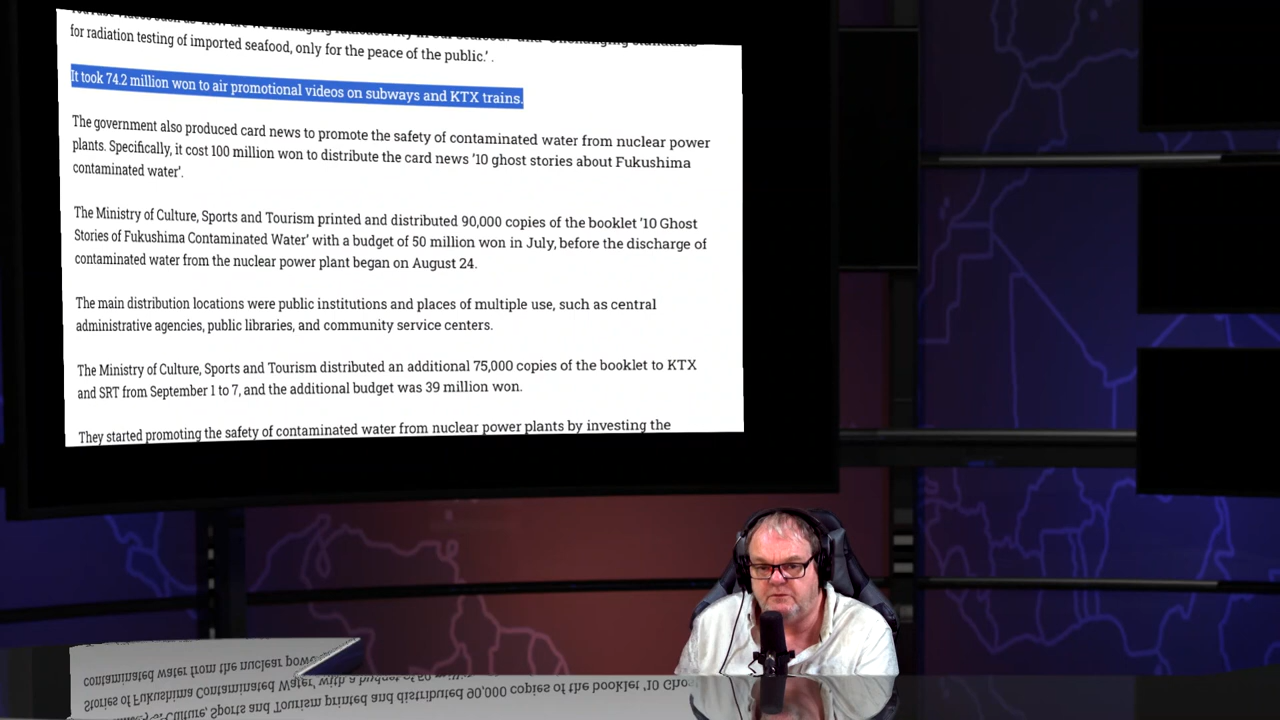 for radiation testing of imported seafood, only for the peace of the public.' .
It took 74.2 million won to air promotional videos on subways and KTX trains.
The government also produced card news to promote the safety of contaminated water from nuclear power
plants. Specifically, it cost 100 million won to distribute the card news '10 ghost stories about Fukushima
contaminated water'.
The Ministry of Culture, Sports and Tourism printed and distributed 90,000 copies of the booklet '10 Ghost
Stories of Fukushima Contaminated Water' with a budget of 50 million won in July, before the discharge of
contaminated water from the nuclear power plant began on August 24.
The main distribution locations were public institutions and places of multiple use, such as central
administrative agencies, public libraries, and community service centers.
The Ministry of Culture, Sports and Tourism distributed an additional 75,000 copies of the booklet to KTX
and SRT from September 1 to 7, and the additional budget was 39 million won.
They started promoting the safety of contaminated water from nuclear power plants by investing the